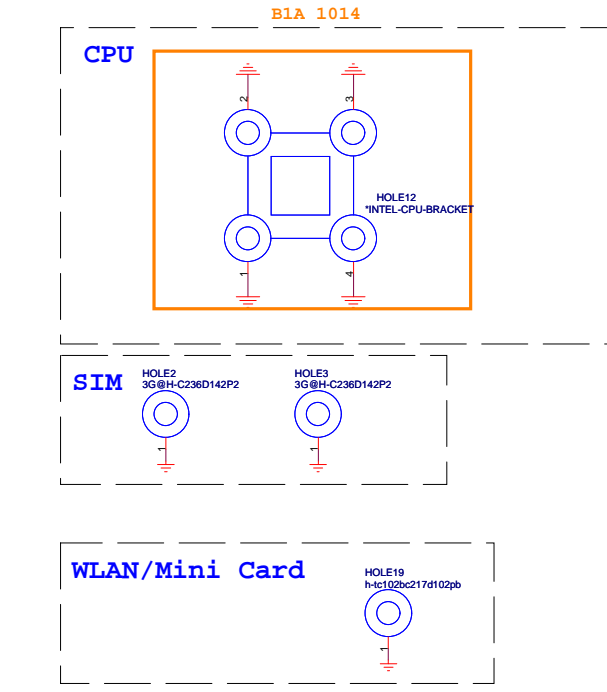 B1A 1014
CPU
2
3
HOLE12
*INTEL-CPU-BRACKET
1
4
SIM
HOLE2
3G@H-C236D142P2
HOLE3
3G@H-C236D142P2
1
1
WLAN/Mini Card
HOLE19
h-tc102bc217d102pb
1